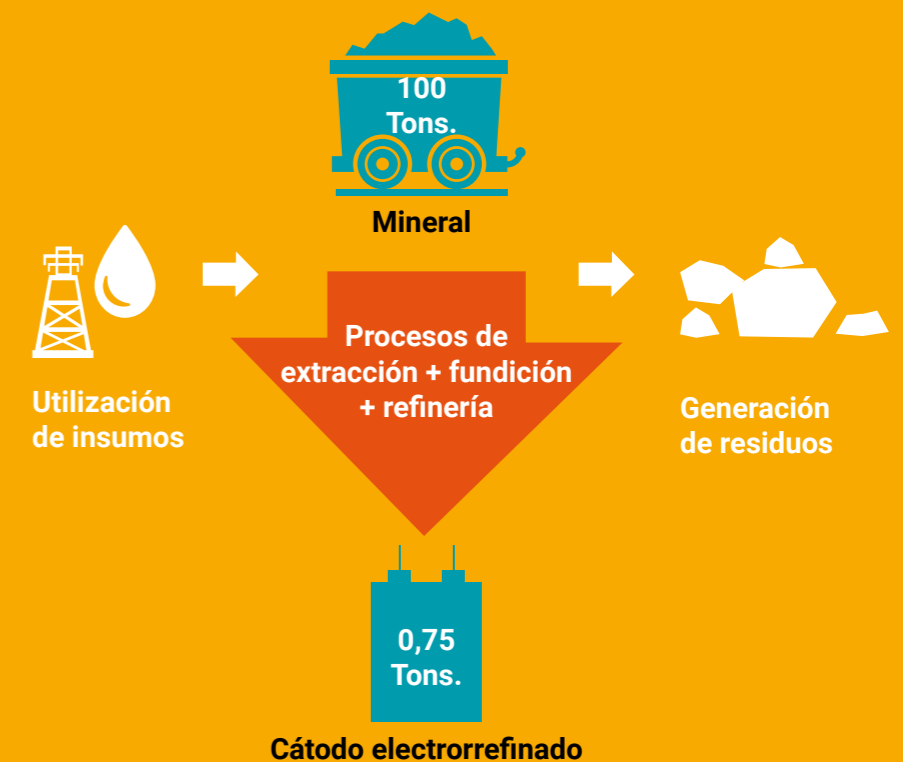 100
Tons.
Mineral
Utilización
de insumos
Procesos de
extracción + fundición
+ refinería
Generación
de residuos
0,75
Tons.
Cátodo electrorrefinado